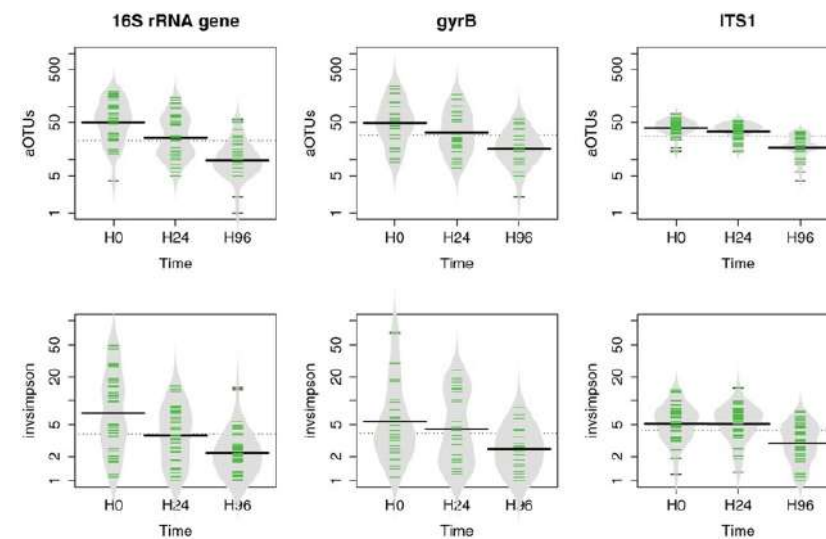 16S rRNA gene
gyrB
ITS1
aOTUs
500
50
5
1
H0
H24
H96
Time
aOTUs
500
50
5
1
H0
H24
H96
Time
aOTUs
500
50
5
1
H0
H24
H96
Time
invsimpson
50
20
5
2
1
H0
H24
H96
Time
invsimpson
50
20
5
2
1
H0
H24
H96
Time
invsimpson
50
20
5
2
1
H0
H24
H96
Time